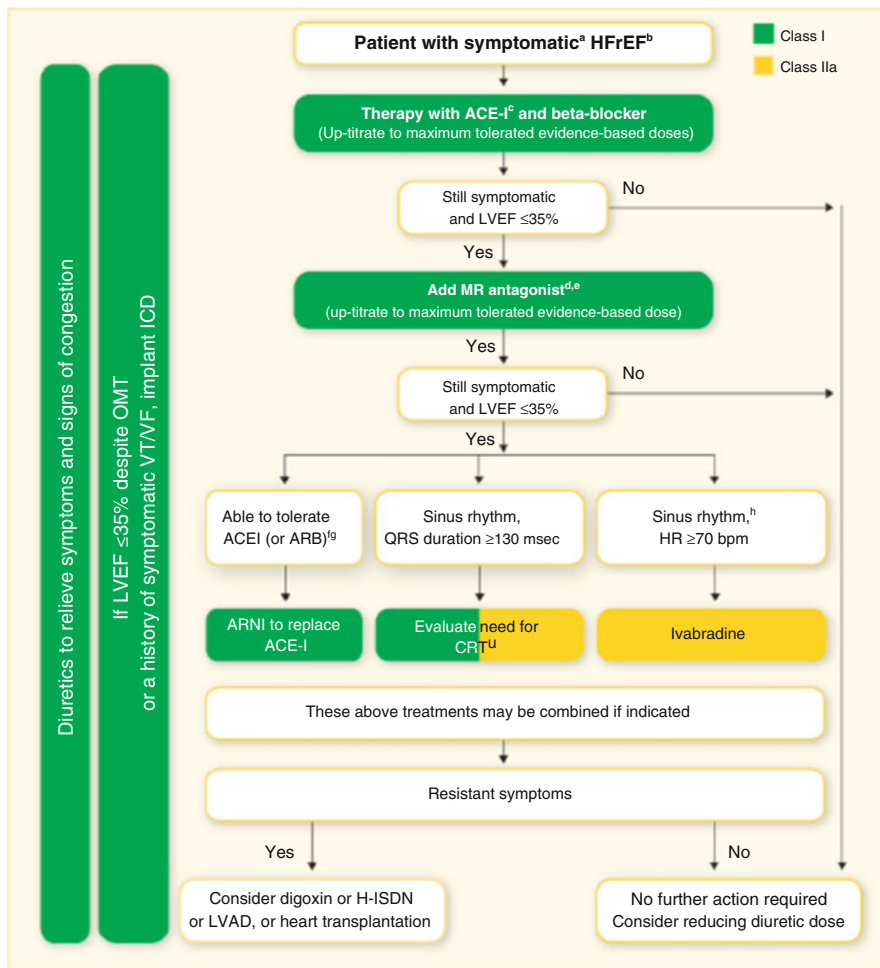 Patient with symptomaticᵃ HFrEFᵇ
Class I
Class IIa
Therapy with ACE-Iᶜ and beta-blocker
(Up-titrate to maximum tolerated evidence-based doses)
Still symptomatic
and LVEF ≤35%
No
Yes
Add MR antagonistᵈ,ᵉ
(up-titrate to maximum tolerated evidence-based dose)
Yes
Still symptomatic
and LVEF ≤35%
No
Yes
Able to tolerate
ACEI (or ARB)ᶠᵍ
Sinus rhythm,
QRS duration ≥130 msec
Sinus rhythm,ʰ
HR ≥70 bpm
ARNI to replace
ACE-I
Evaluate need for
CRTᵘ
Ivabradine
These above treatments may be combined if indicated
Resistant symptoms
Yes
No
Consider digoxin or H-ISDN
or LVAD, or heart transplantation
No further action required
Consider reducing diuretic dose
Diuretics to relieve symptoms and signs of congestion
If LVEF ≤35% despite OMT
or a history of symptomatic VT/VF, implant ICD